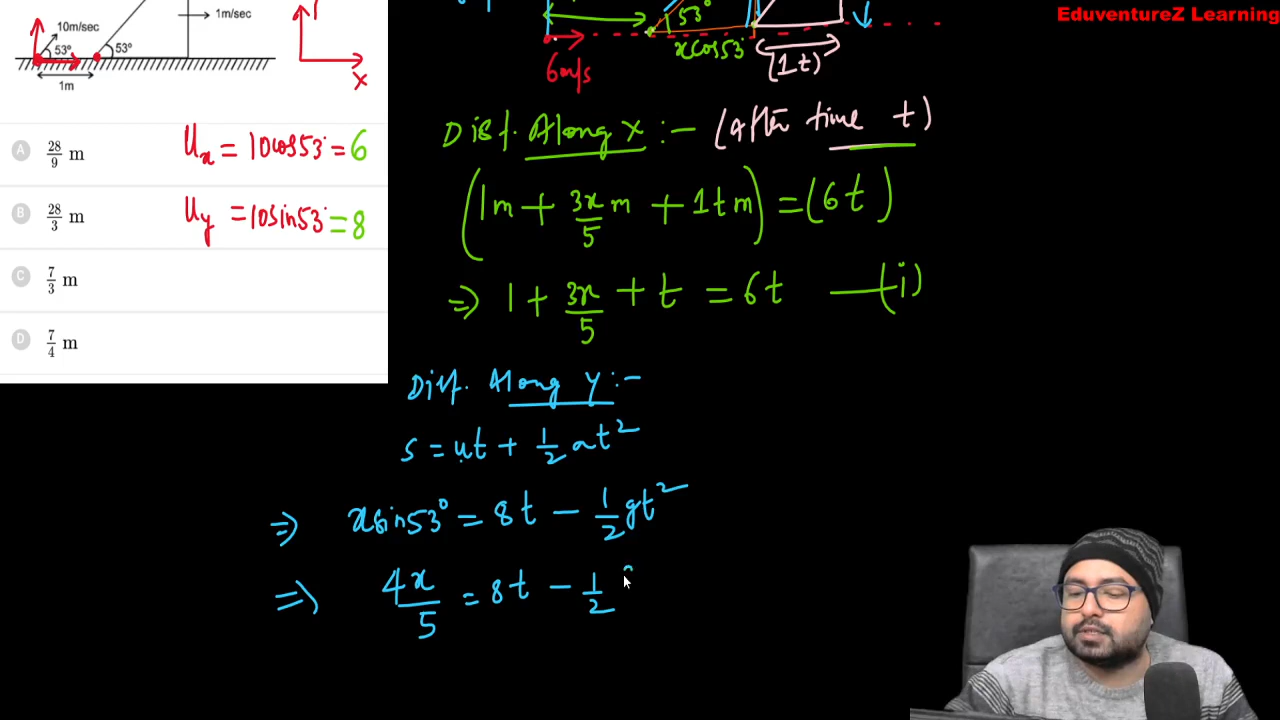 EduventureZ Learning
10m/sec
1m/sec
53°
53°
1m
x
53°
xcos53
(1t)
6m/s
A 28/9 m
B 28/3 m
C 7/3 m
D 7/4 m
Ux = 10cos53° = 6
Uy = 10sin53° = 8
Dist. Along x :- (After time t)
(1m + 3x/5 m + 1t m) = (6t)
⇒ 1 + 3x/5 + t = 6t —(i)
Dist. Along y :-
s = ut + 1/2 at²
⇒ xsin53° = 8t - 1/2 gt²
⇒ 4x/5 = 8t - 1/2